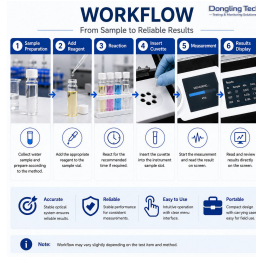 WORKFLOW
From Sample to Reliable Results
Dongling Tech
Testing & Monitoring Solutions
1 Sample Preparation
2 Add Reagent
3 Reaction
4 Insert Cuvette
5 Measurement
6 Results Display
Collect water
sample and
prepare according
to the method.
Add the appropriate
reagent to the
sample vial.
React for the
recommended
time if required.
Insert the cuvette
into the instrument
sample slot.
Start the measurement
and read the result
on screen.
Read and review
results directly
on the screen.
Accurate
Stable optical
system ensures
reliable results.
Reliable
Stable performance
for consistent
measurements.
Easy to Use
Intuitive operation
with clear menu
interface.
Portable
Compact design
with carrying case
easy for field use.
Note: Workflow may vary slightly depending on the test item and method.